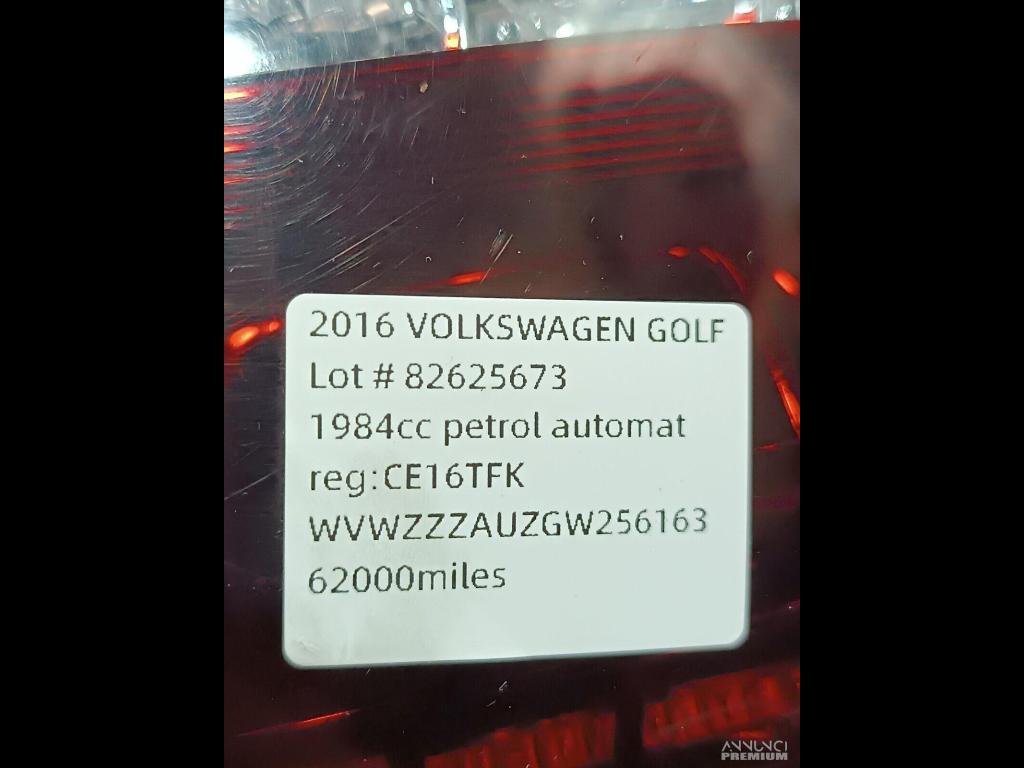 2016 VOLKSWAGEN GOLF
Lot # 82625673
1984cc petrol automat
reg:CE16TFK
WVWZZZAUZGW256163
62000miles
ANNUNCI
PREMIUM